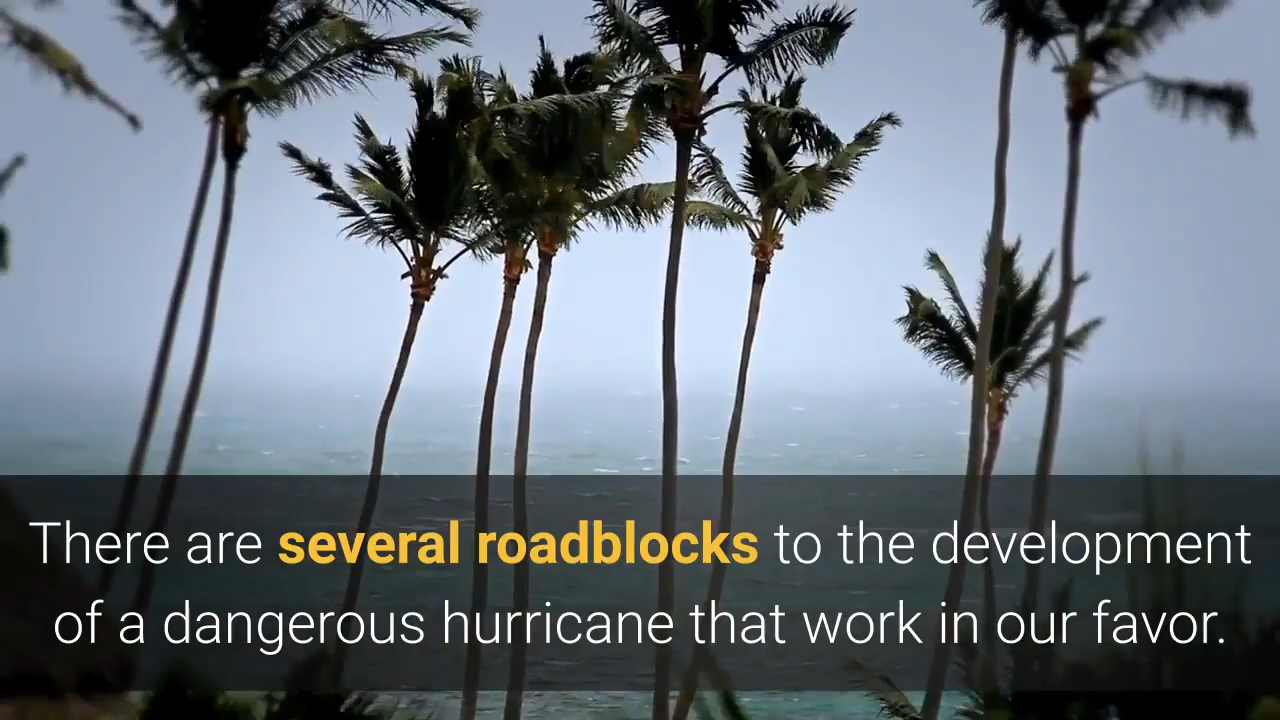 There are several roadblocks to the development
of a dangerous hurricane that work in our favor.